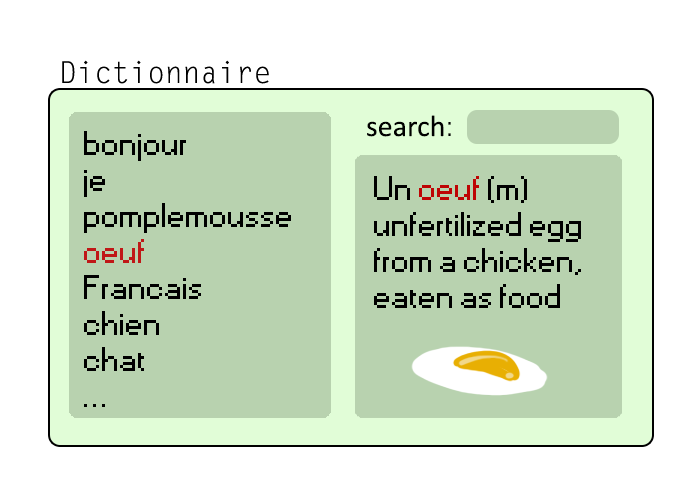 Dictionnaire
bonjour
je
pomplemousse
oeuf
Francais
chien
chat
...
search:
Un oeuf (m)
unfertilized egg
from a chicken,
eaten as food